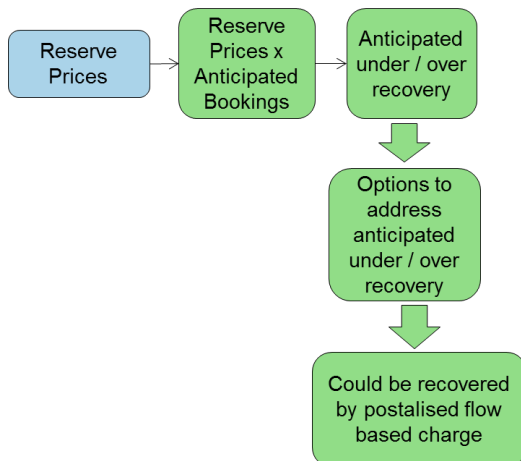 Reserve
Prices
Reserve
Prices x
Anticipated
Bookings
Anticipated
under / over
recovery
Options to
address
anticipated
under / over
recovery
Could be recovered
by postalised flow
based charge